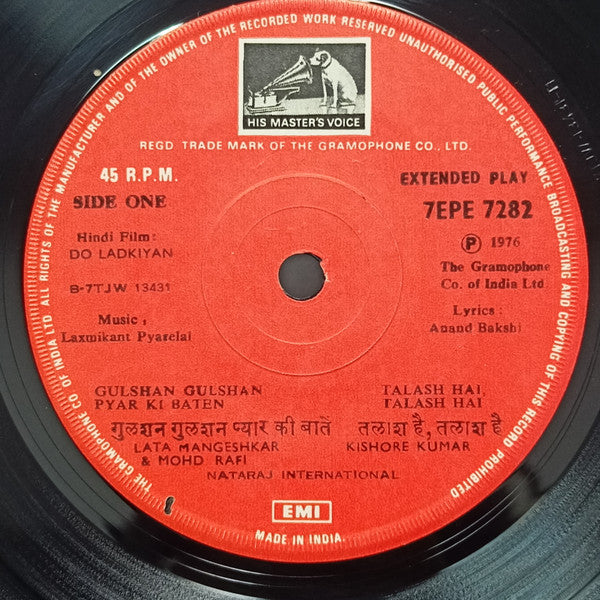 THE GRAMOPHONE CO OF INDIA LTD. ALL RIGHTS OF THE MANUFACTURER AND OF THE OWNER OF THE RECORDED WORK RESERVED UNAUTHORISED PUBLIC PERFORMANCE BROADCASTING AND COPYING OF THIS RECORD PROHIBITED
HIS MASTER'S VOICE
REGD TRADE MARK OF THE GRAMOPHONE CO., LTD.
45 R.P.M.
SIDE ONE
EXTENDED PLAY
7EPE 7282
Hindi Film:
DO LADKIYAN
Ⓟ 1976
The Gramophone
Co. of India Ltd.
B-7TJW 13431
Music :
Laxmikant Pyarelal
Lyrics :
Anand Bakshi
GULSHAN GULSHAN
PYAR KI BATEN
TALASH HAI,
TALASH HAI
गुलशन गुलशन प्यार की बातें
तलाश है, तलाश है
LATA MANGESHKAR
& MOHD RAFI
KISHORE KUMAR
NATARAJ INTERNATIONAL
EMI
MADE IN INDIA